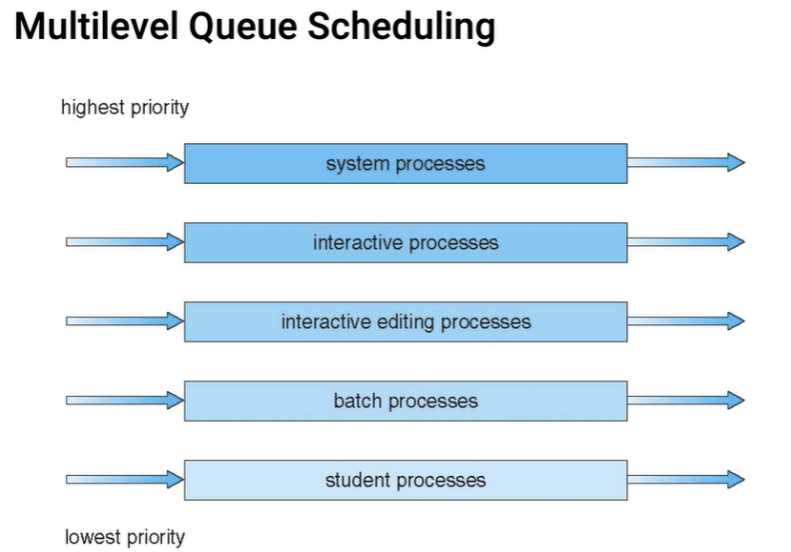 Multilevel Queue Scheduling
highest priority
system processes
interactive processes
interactive editing processes
batch processes
student processes
lowest priority